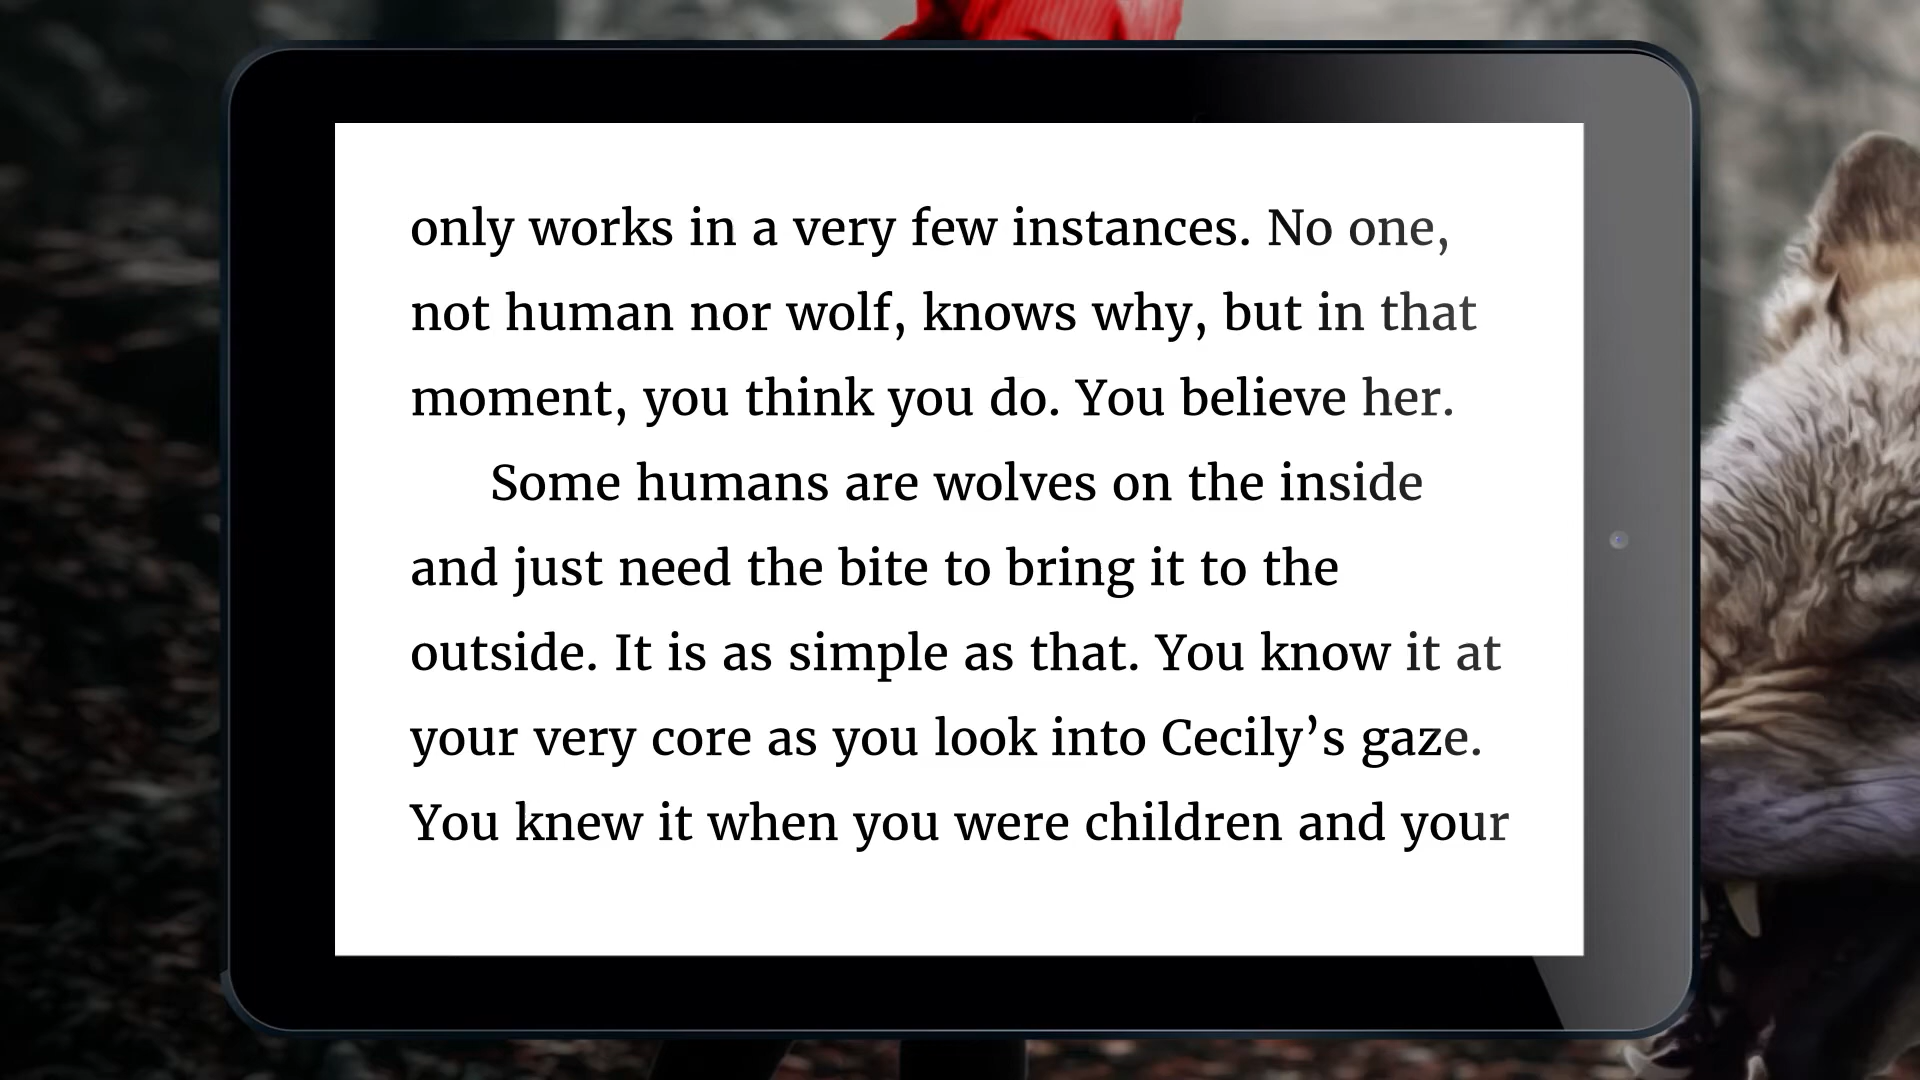 only works in a very few instances. No one,
not human nor wolf, knows why, but in that
moment, you think you do. You believe her.
Some humans are wolves on the inside
and just need the bite to bring it to the
outside. It is as simple as that. You know it at
your very core as you look into Cecily’s gaze.
You knew it when you were children and your